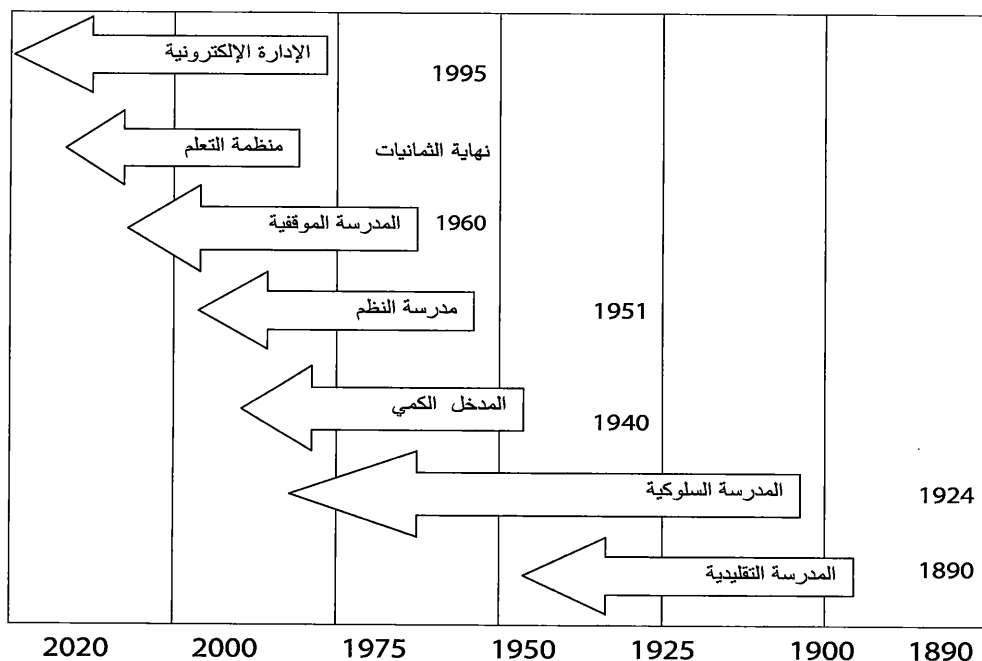 الإدارة الإلكترونية
1995
منظمة التعلم
نهاية الثمانيات
المدرسة الموقفية
1960
مدرسة النظم
1951
المدخل الكمي
1940
المدرسة السلوكية
1924
المدرسة التقليدية
1890
2020 2000 1975 1950 1925 1900 1890